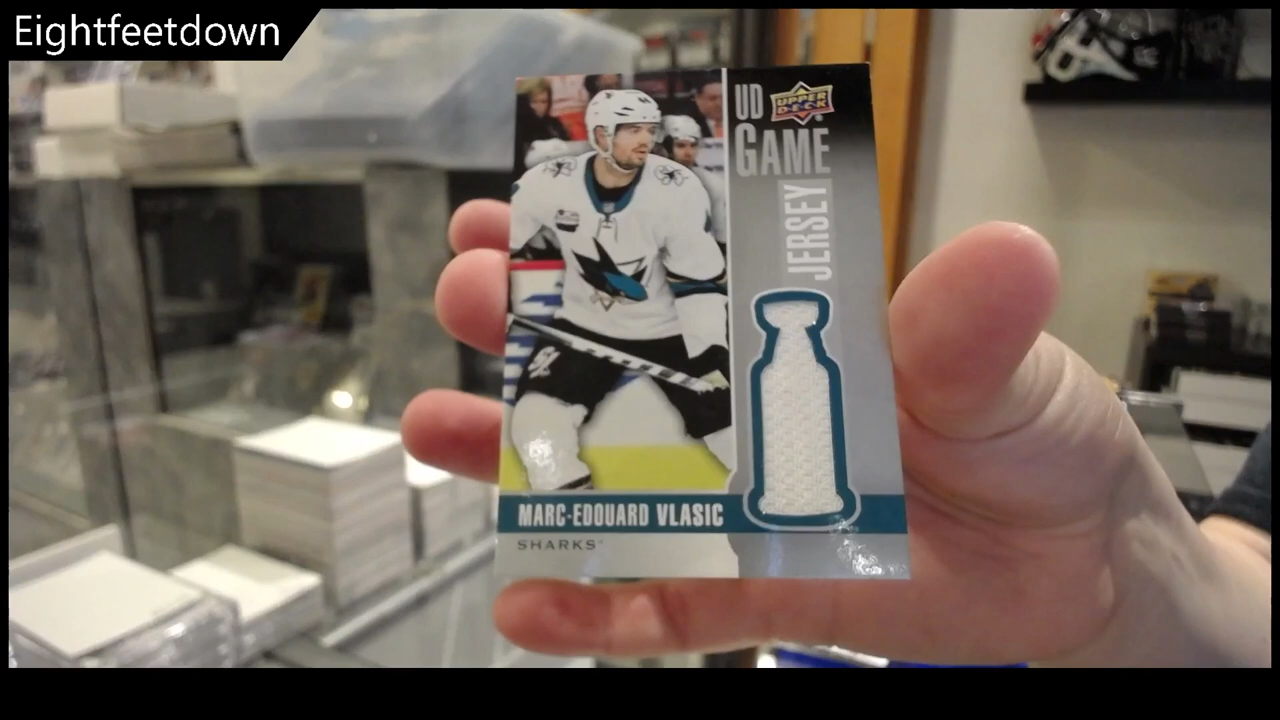 Eightfeetdown
UD
UPPER
DECK
GAME
JERSEY
MARC-EDOUARD VLASIC
SHARKS